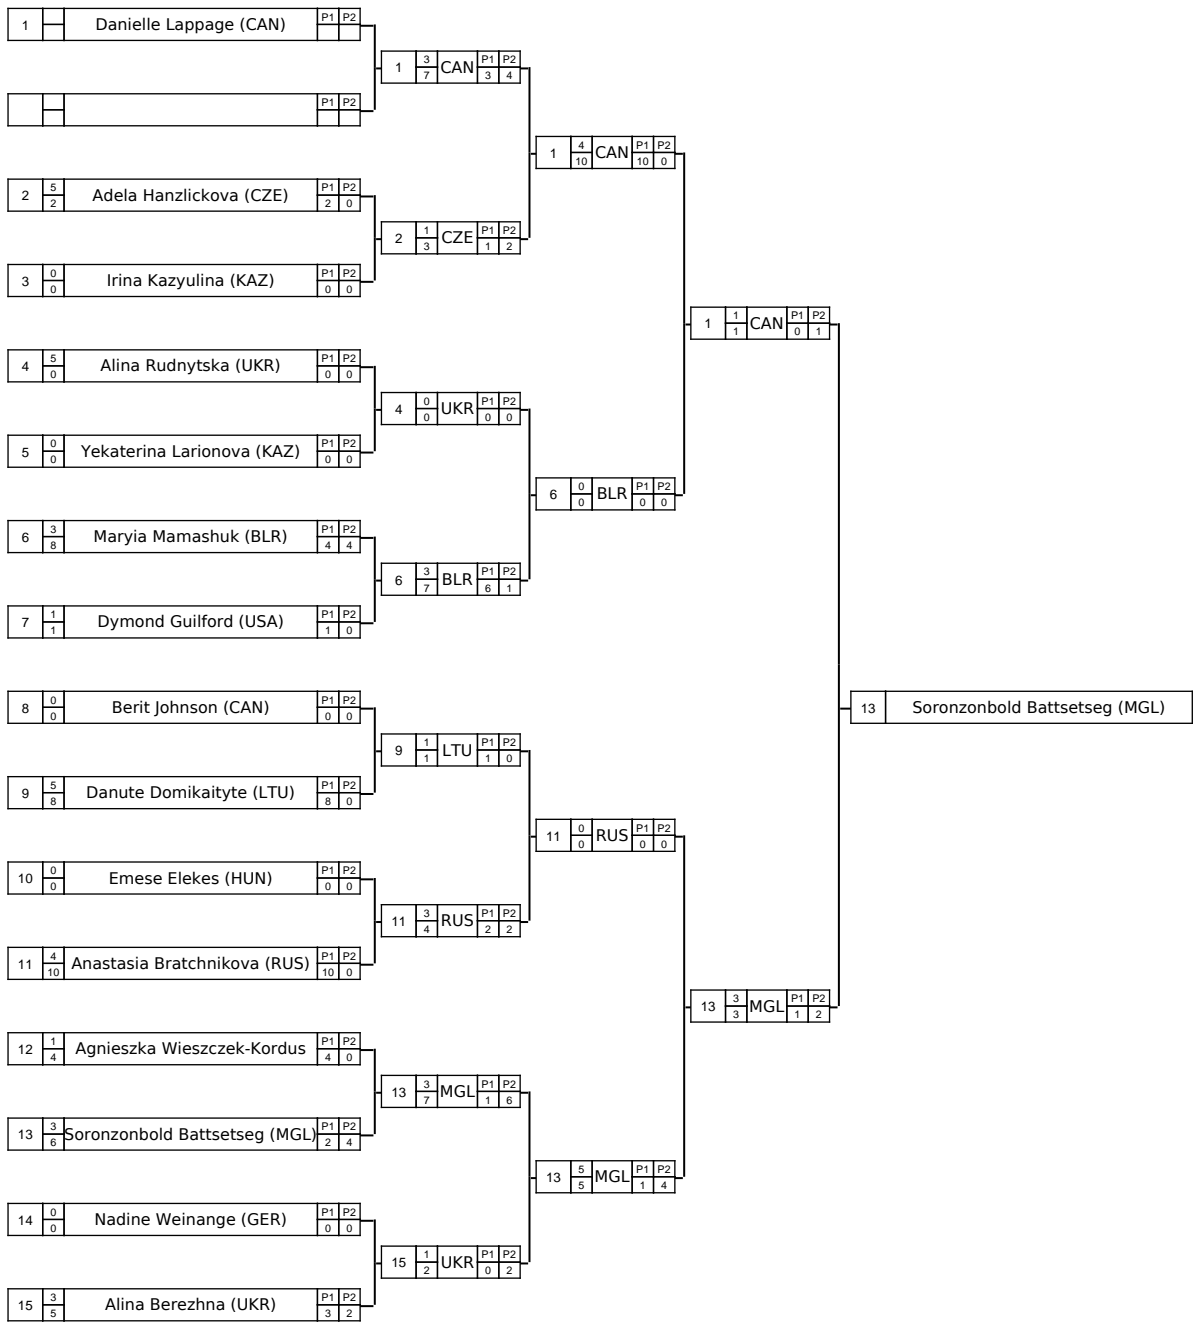 1 Danielle Lappage (CAN) P1 P2
1 3 7 CAN P1 P2 3 4
P1 P2
1 4 10 CAN P1 P2 10 0
2 5 2 Adela Hanzlickova (CZE) P1 P2 2 0
2 1 3 CZE P1 P2 1 2
3 0 0 Irina Kazyulina (KAZ) P1 P2 0 0
1 1 1 CAN P1 P2 0 1
4 5 0 Alina Rudnytska (UKR) P1 P2 0 0
4 0 0 UKR P1 P2 0 0
5 0 0 Yekaterina Larionova (KAZ) P1 P2 0 0
6 0 0 BLR P1 P2 0 0
6 3 8 Maryia Mamashuk (BLR) P1 P2 4 4
6 3 7 BLR P1 P2 6 1
7 1 1 Dymond Guilford (USA) P1 P2 1 0
8 0 0 Berit Johnson (CAN) P1 P2 0 0
13 Soronzonbold Battsetseg (MGL)
9 1 1 LTU P1 P2 1 0
9 5 8 Danute Domikaityte (LTU) P1 P2 8 0
11 0 0 RUS P1 P2 0 0
10 0 0 Emese Elekes (HUN) P1 P2 0 0
11 3 4 RUS P1 P2 2 2
11 4 10 Anastasia Bratchnikova (RUS) P1 P2 10 0
13 3 3 MGL P1 P2 1 2
12 1 4 Agnieszka Wieszczek-Kordus P1 P2 4 0
13 3 7 MGL P1 P2 1 6
13 3 6 Soronzonbold Battsetseg (MGL) P1 P2 2 4
13 5 5 MGL P1 P2 1 4
14 0 0 Nadine Weinange (GER) P1 P2 0 0
15 1 2 UKR P1 P2 0 2
15 3 5 Alina Berezhna (UKR) P1 P2 3 2